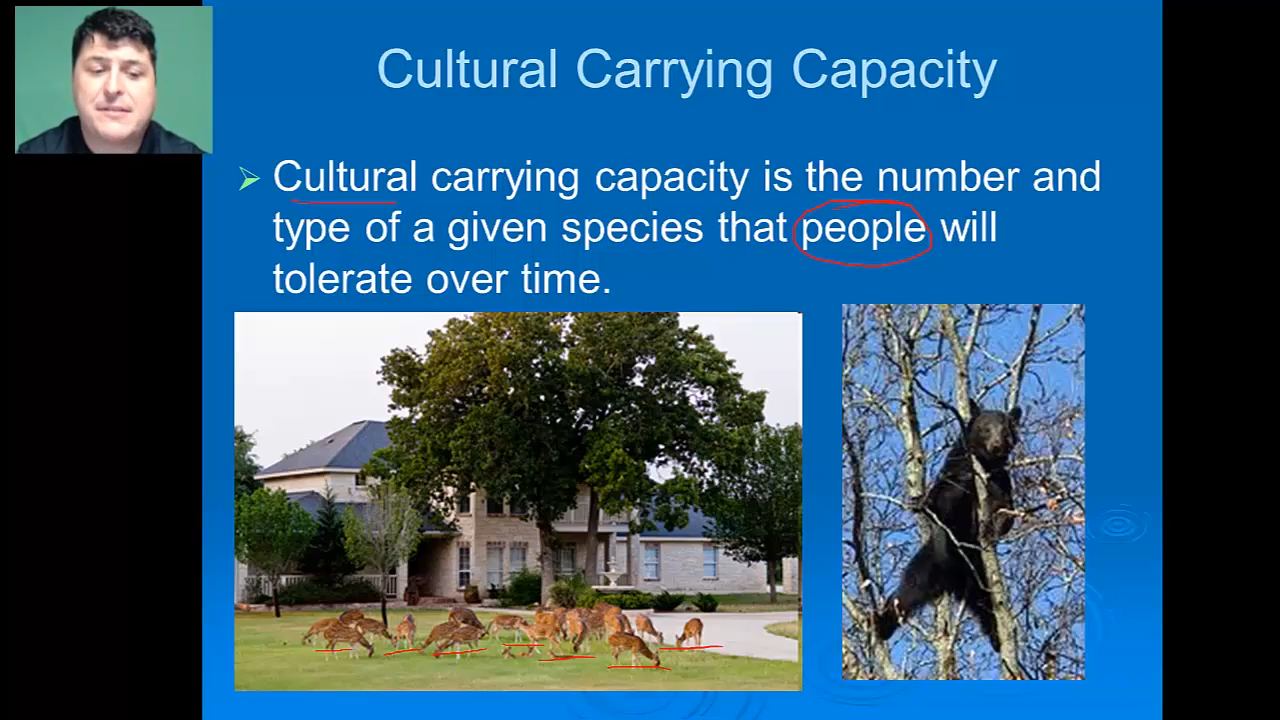 Cultural Carrying Capacity
Cultural carrying capacity is the number and
type of a given species that people will
tolerate over time.